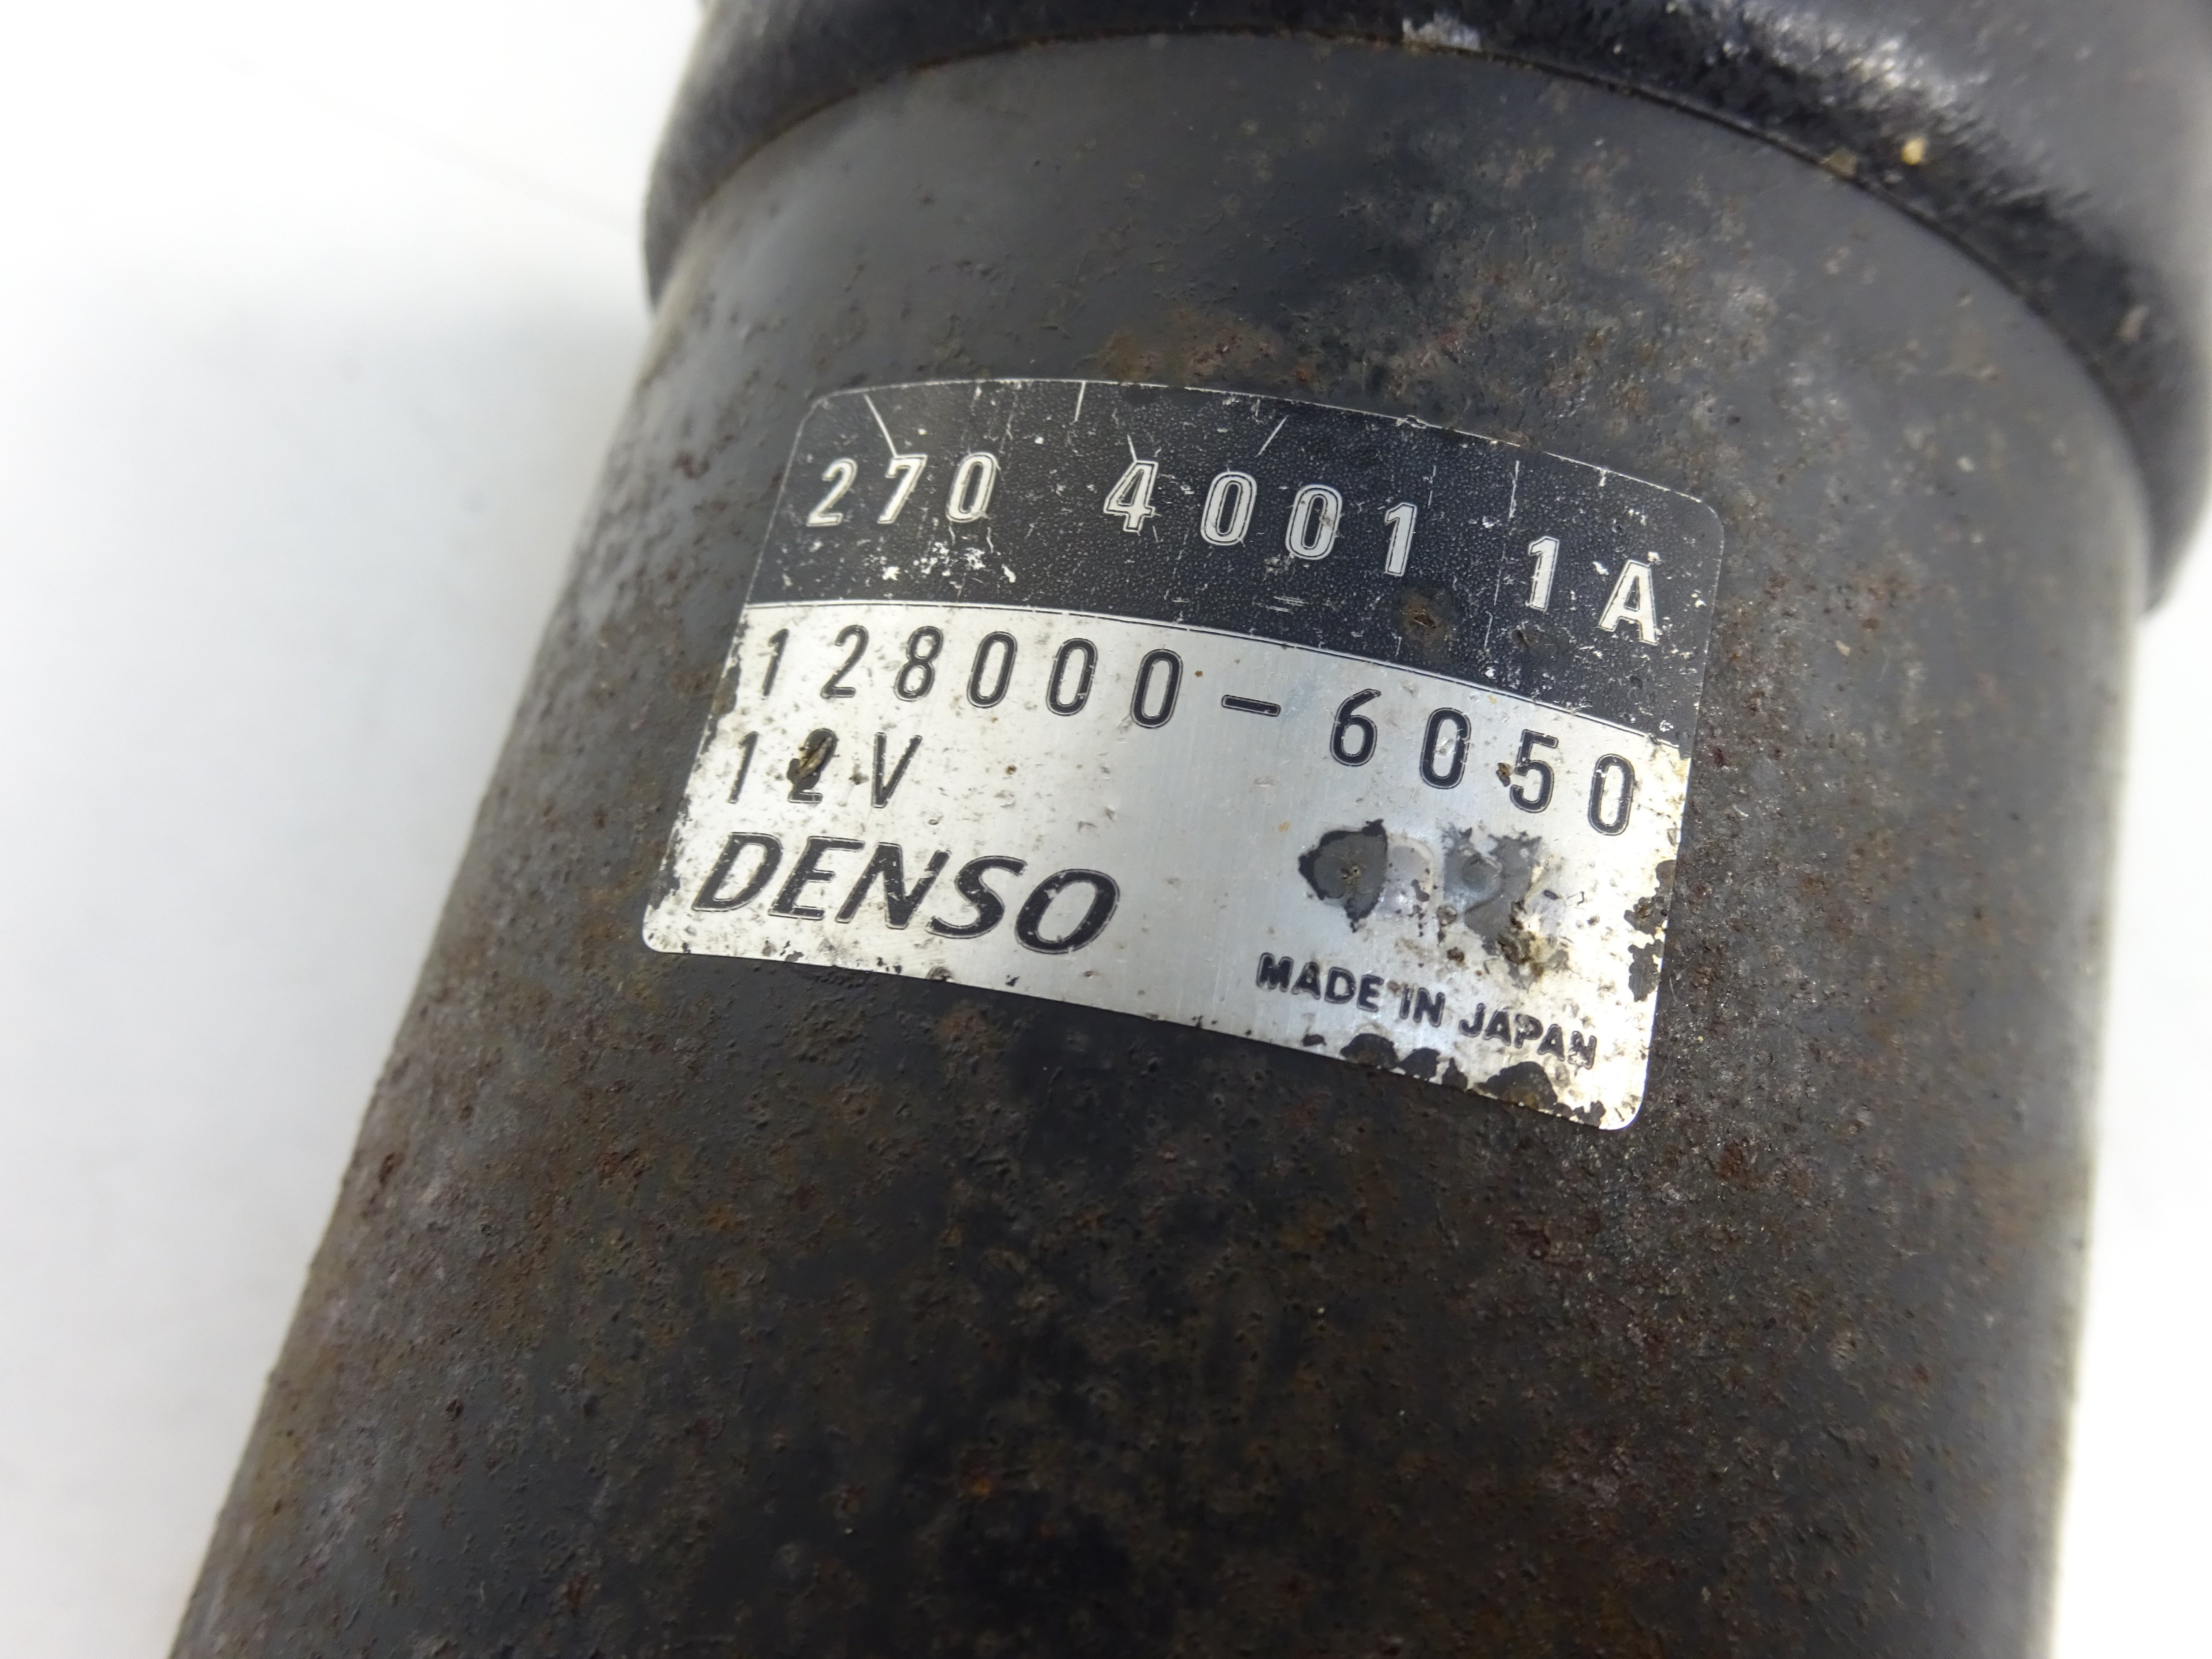 270 4001 1A
128000-6050
12V
DENSO
MADE IN JAPAN